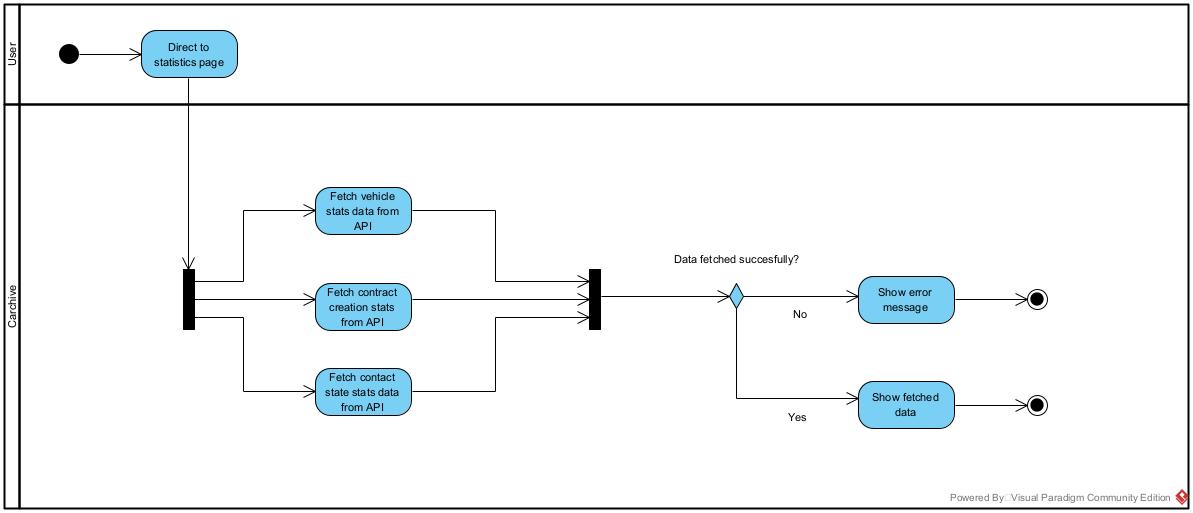 User
Direct to
statistics page
Carchive
Fetch vehicle
stats data from
API
Fetch contract
creation stats
from API
Fetch contact
state stats data
from API
Data fetched succesfully?
No
Show error
message
Yes
Show fetched
data
Powered By Visual Paradigm Community Edition